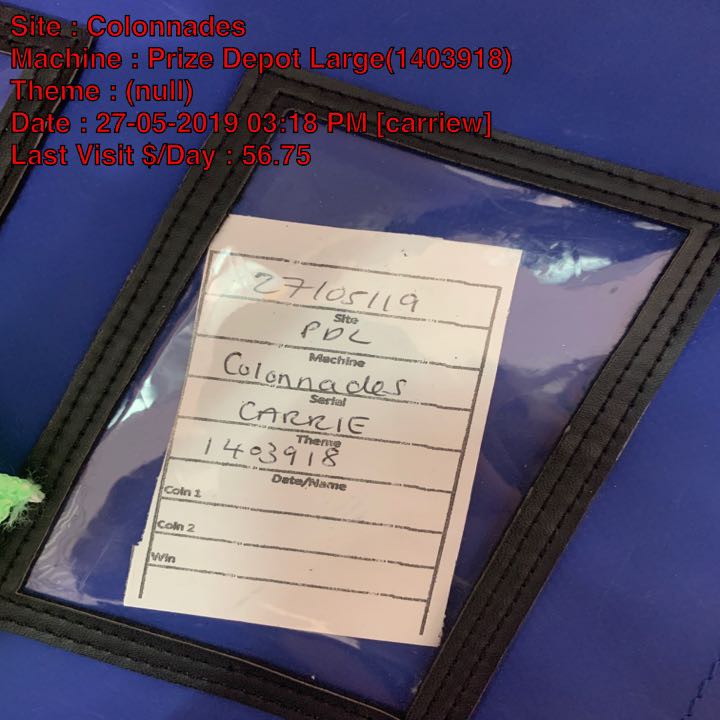 Site : Colonnades
Machine : Prize Depot Large(1403918)
Theme : (null)
Date : 27-05-2019 03:18 PM [carriew]
Last Visit $/Day : 56.75
27/05/19
Site
PDL
Machine
Colonnades
Serial
CARRIE
Theme
1403918
Date/Name
Coin 1
Coin 2
Win